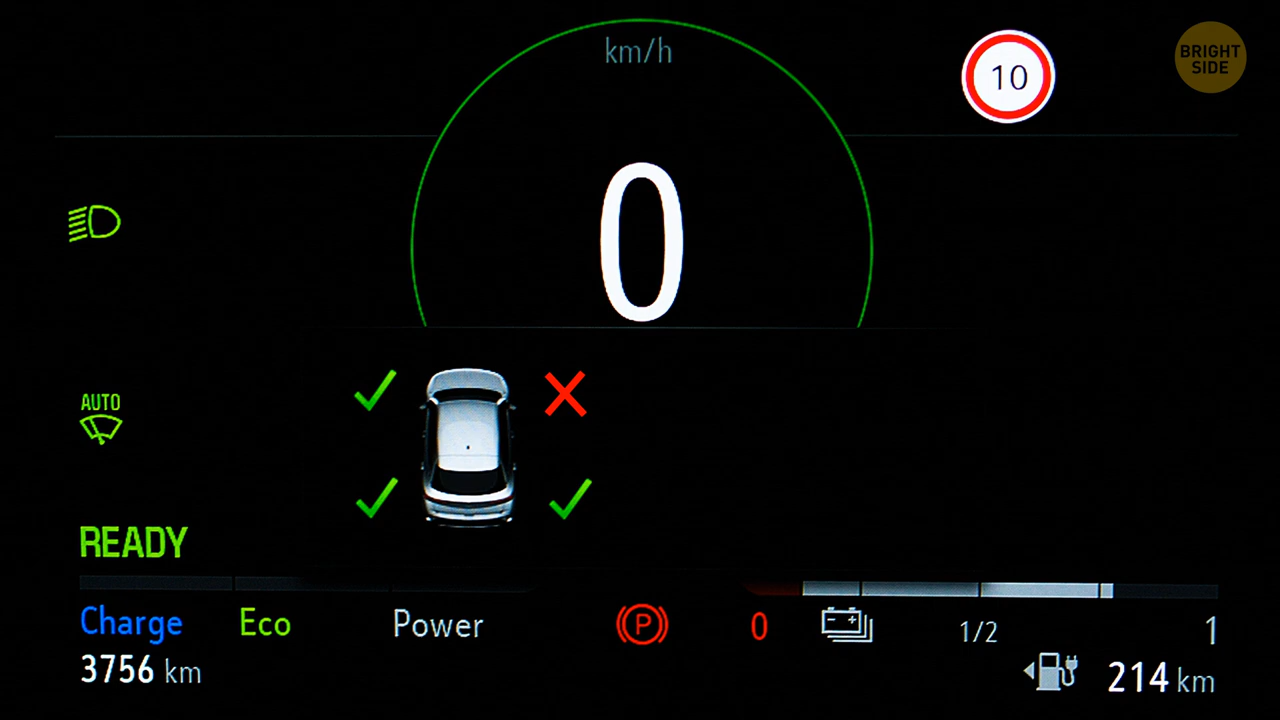 km/h
10
BRIGHT
SIDE
0
AUTO
READY
Charge Eco Power P 0 1/2 1
3756 km
214 km